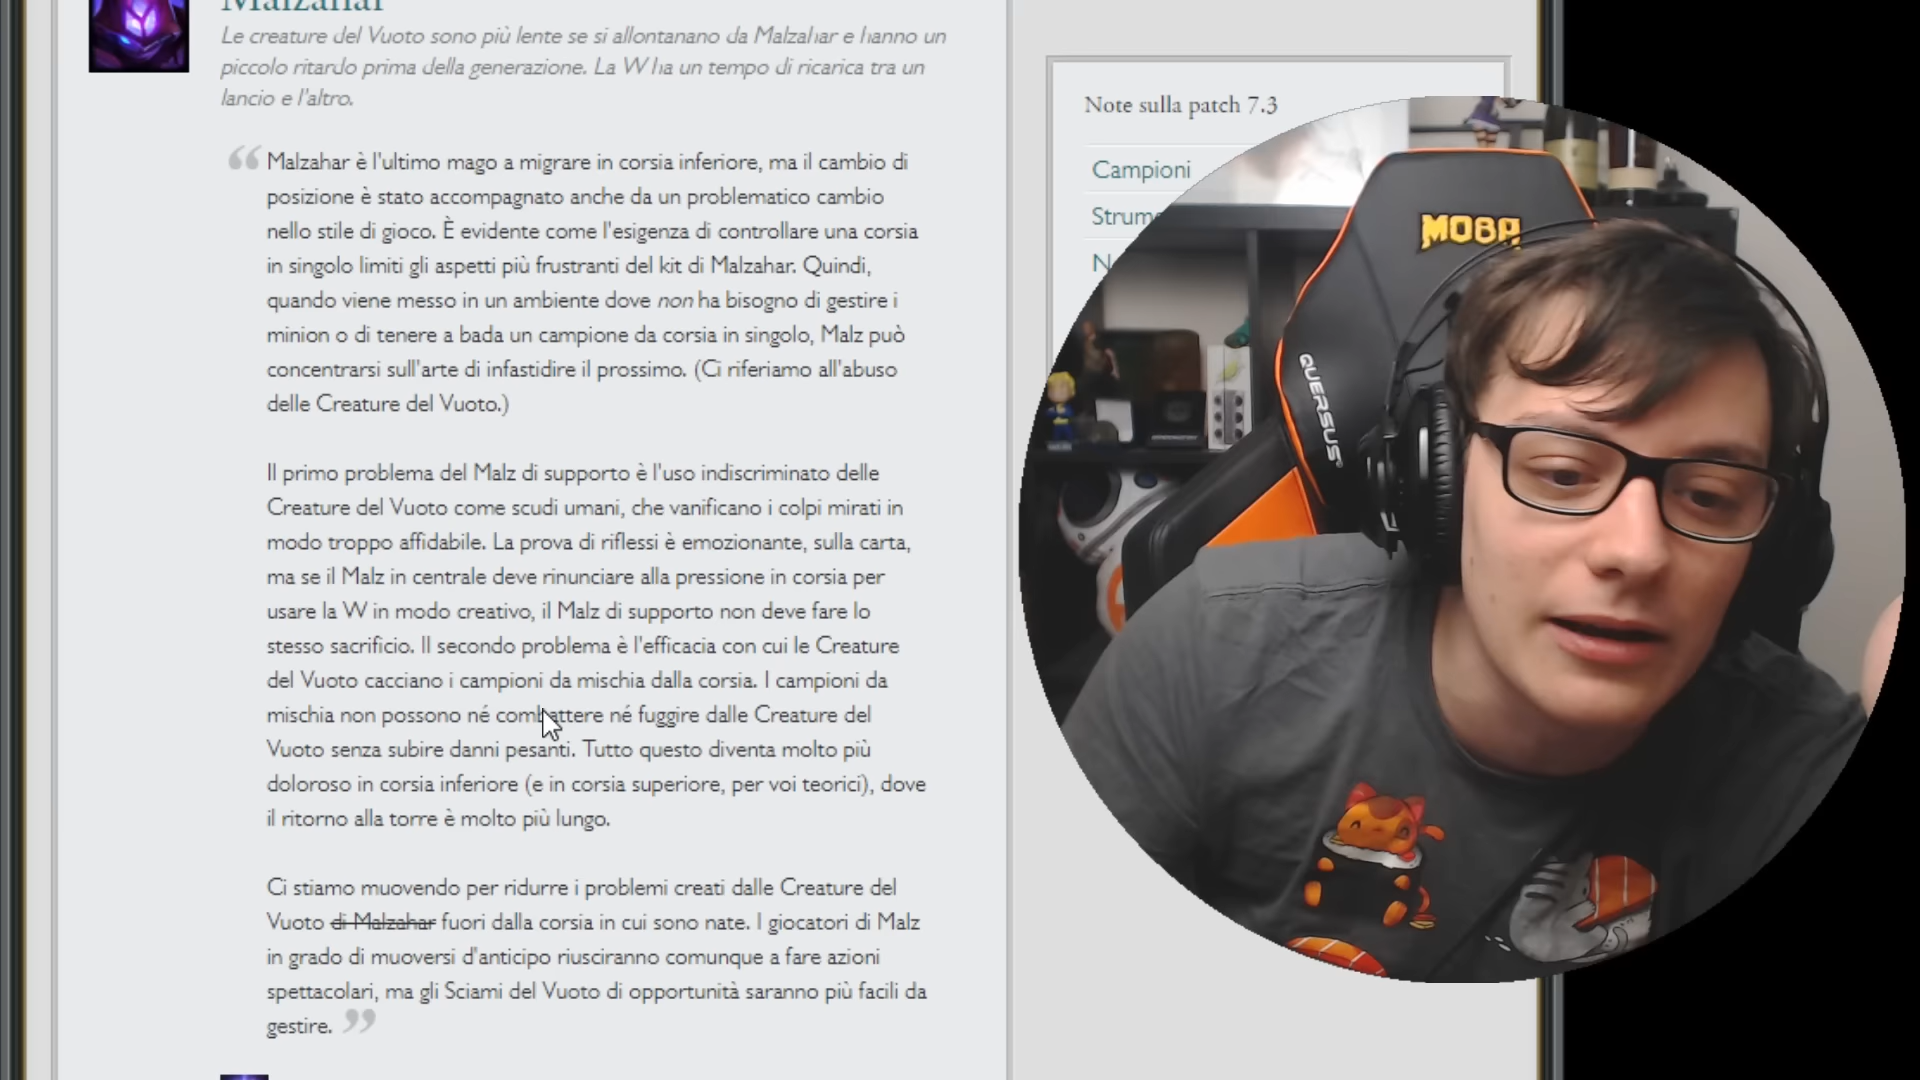 Malzahar
Le creature del Vuoto sono più lente se si allontanano da Malzahar e hanno un
piccolo ritardo prima della generazione. La W ha un tempo di ricarica tra un
lancio e l'altro.
“ Malzahar è l'ultimo mago a migrare in corsia inferiore, ma il cambio di
posizione è stato accompagnato anche da un problematico cambio
nello stile di gioco. È evidente come l'esigenza di controllare una corsia
in singolo limiti gli aspetti più frustranti del kit di Malzahar. Quindi,
quando viene messo in un ambiente dove non ha bisogno di gestire i
minion o di tenere a bada un campione da corsia in singolo, Malz può
concentrarsi sull'arte di infastidire il prossimo. (Ci riferiamo all'abuso
delle Creature del Vuoto.)
Il primo problema del Malz di supporto è l'uso indiscriminato delle
Creature del Vuoto come scudi umani, che vanificano i colpi mirati in
modo troppo affidabile. La prova di riflessi è emozionante, sulla carta,
ma se il Malz in centrale deve rinunciare alla pressione in corsia per
usare la W in modo creativo, il Malz di supporto non deve fare lo
stesso sacrificio. Il secondo problema è l'efficacia con cui le Creature
del Vuoto cacciano i campioni da mischia dalla corsia. I campioni da
mischia non possono né combattere né fuggire dalle Creature del
Vuoto senza subire danni pesanti. Tutto questo diventa molto più
doloroso in corsia inferiore (e in corsia superiore, per voi teorici), dove
il ritorno alla torre è molto più lungo.
Ci stiamo muovendo per ridurre i problemi creati dalle Creature del
Vuoto di Malzahar fuori dalla corsia in cui sono nate. I giocatori di Malz
in grado di muoversi d'anticipo riusciranno comunque a fare azioni
spettacolari, ma gli Sciami del Vuoto di opportunità saranno più facili da
gestire. ”
Note sulla patch 7.3
Campioni
MOBA
QUERSUS